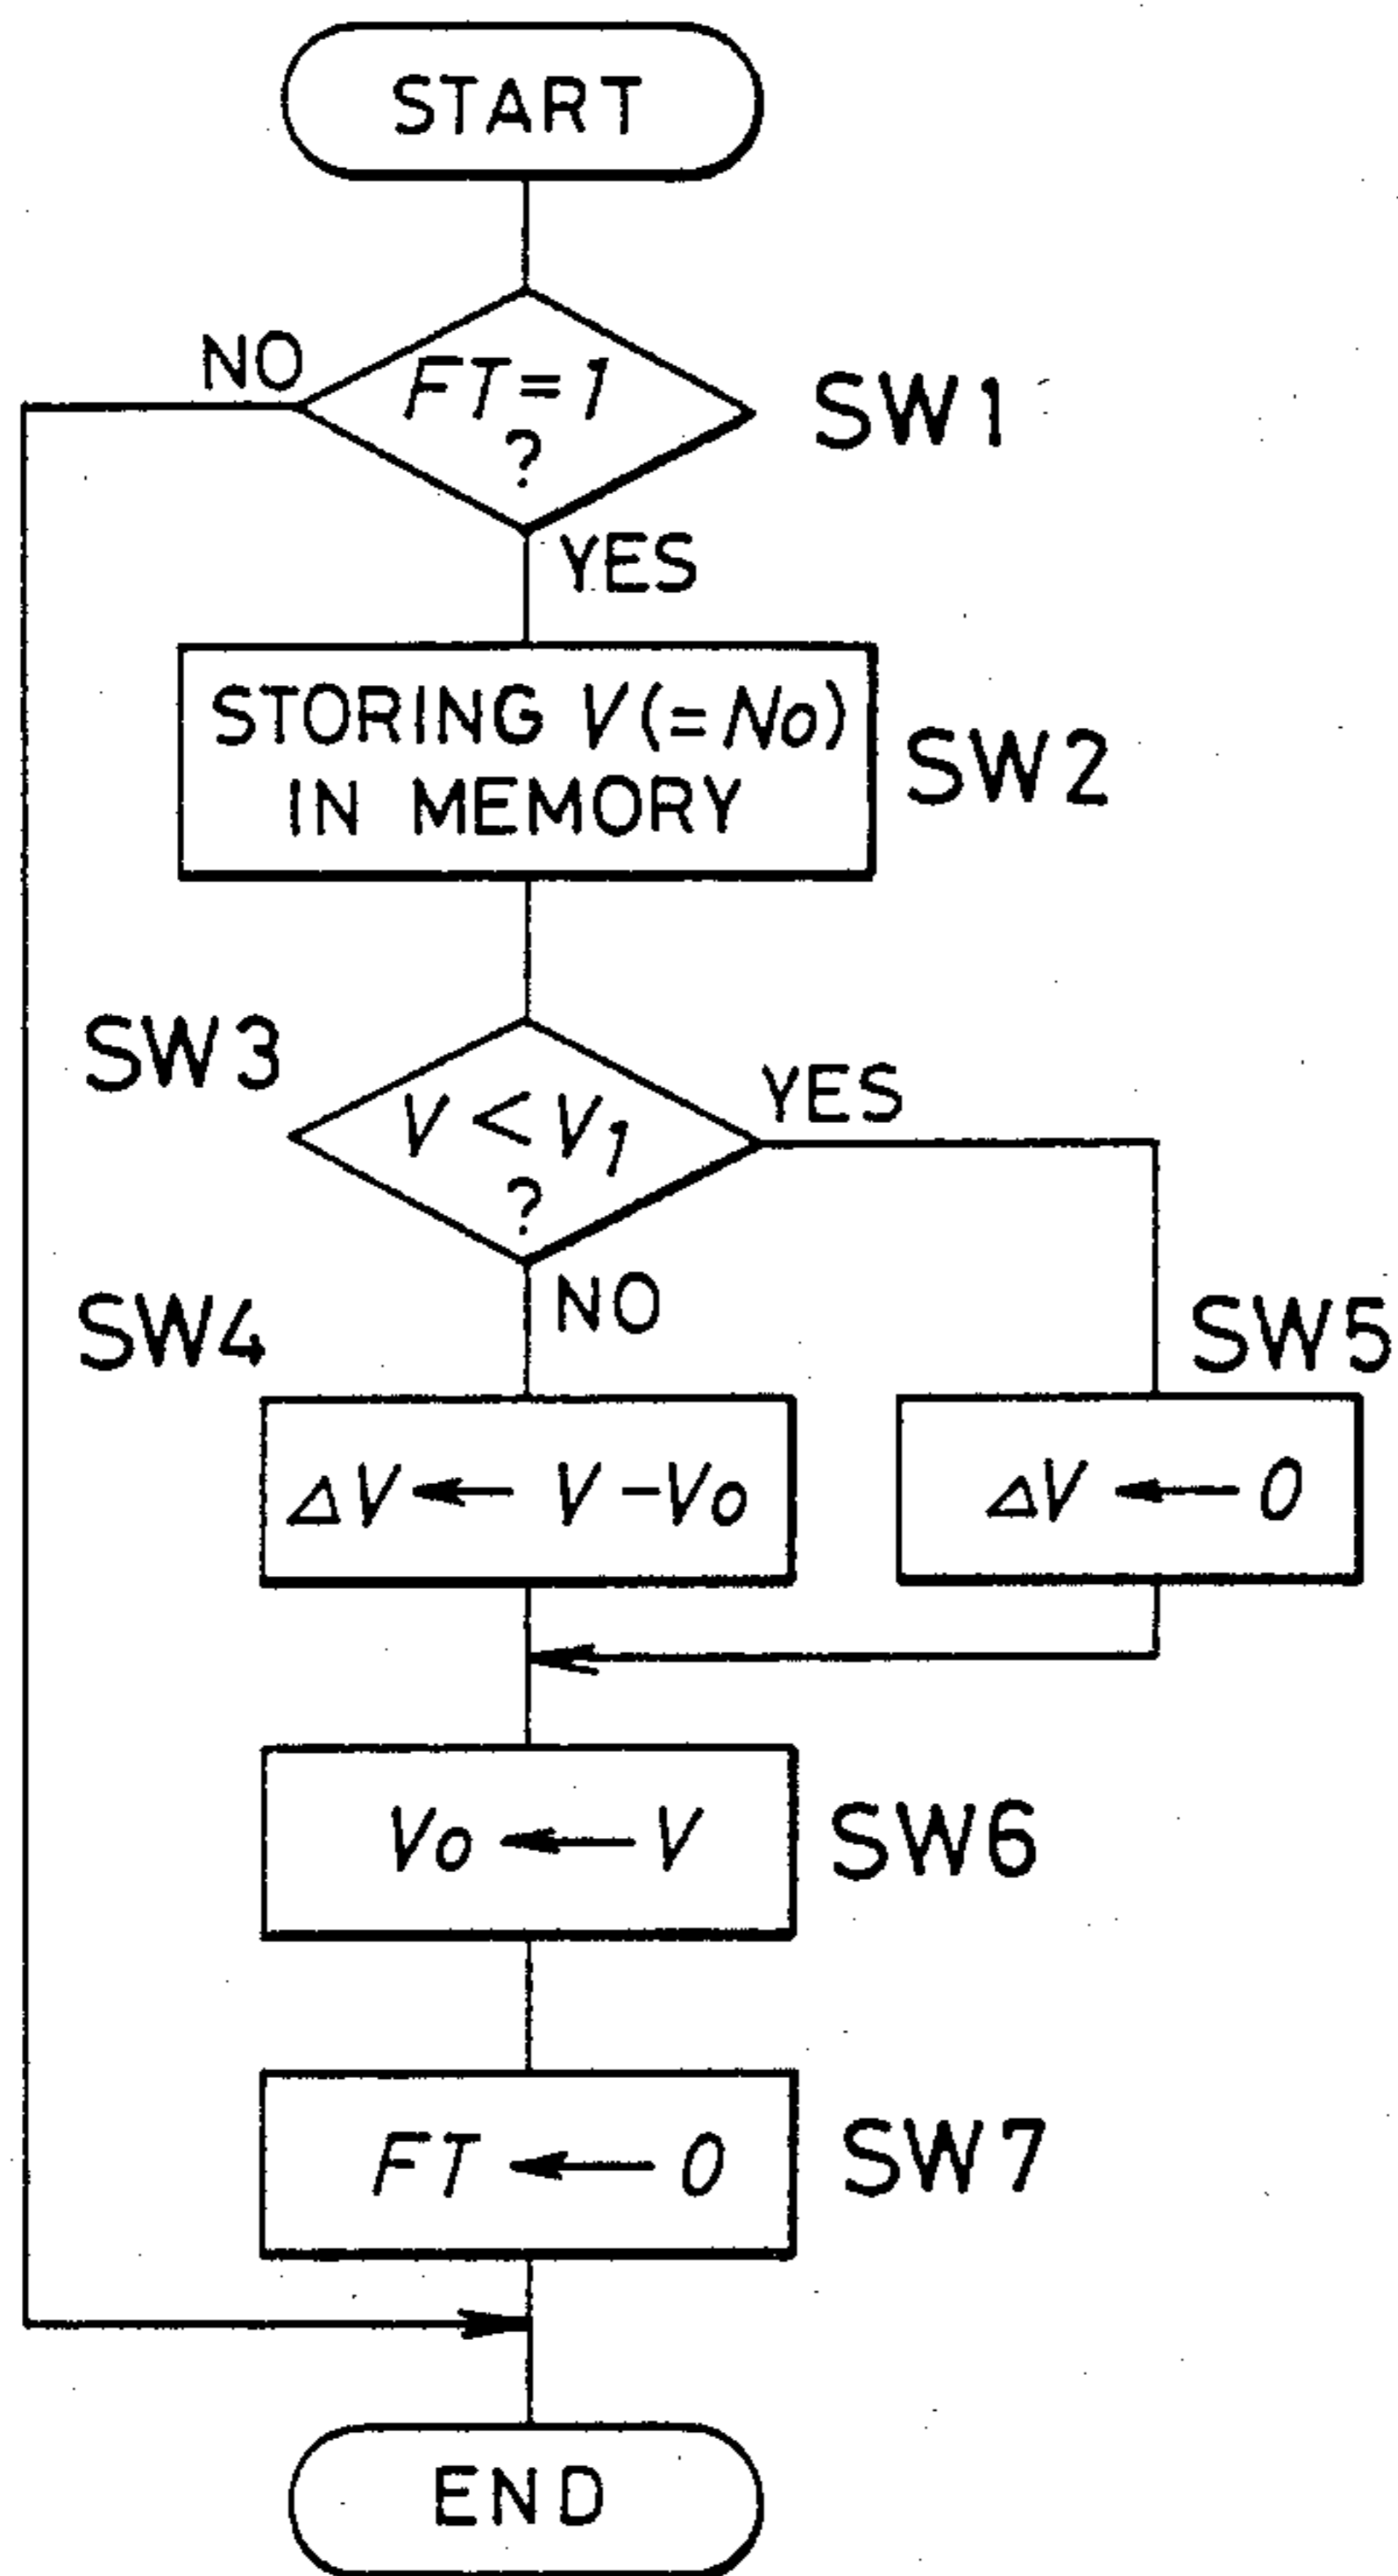 START
NO
FT=1
?
SW1
YES
STORING V(=No)
IN MEMORY
SW2
SW3
V<V1
?
YES
NO
SW4
SW5
ΔV← V-Vo
ΔV ← 0
Vo ← V
SW6
FT ← 0
SW7
END